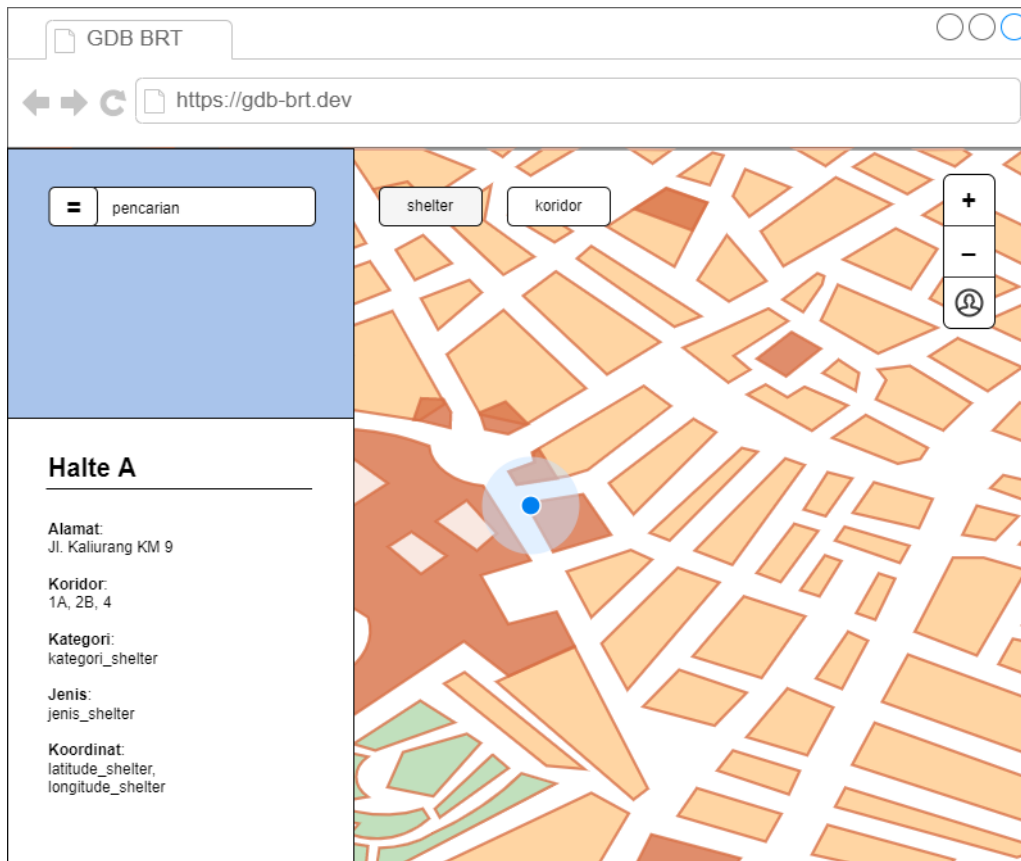 GDB BRT
https://gdb-brt.dev
pencarian
shelter
koridor
+
–
Halte A
Alamat:
Jl. Kaliurang KM 9
Koridor:
1A, 2B, 4
Kategori:
kategori_shelter
Jenis:
jenis_shelter
Koordinat:
latitude_shelter,
longitude_shelter